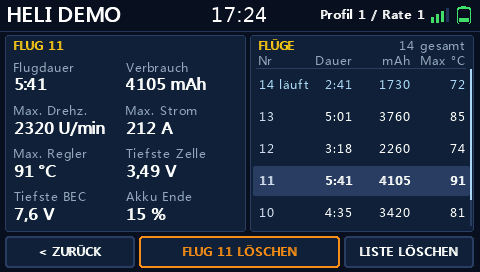 HELI DEMO 17:24 Profil 1 / Rate 1
FLUG 11
Flugdauer Verbrauch
5:41 4105 mAh
Max. Drehz. Max. Strom
2320 U/min 212 A
Max. Regler Tiefste Zelle
91 °C 3,49 V
Tiefste BEC Akku Ende
7,6 V 15 %
FLÜGE 14 gesamt
Nr Dauer mAh Max °C
14 läuft 2:41 1730 72
13 5:01 3760 85
12 3:18 2260 74
11 5:41 4105 91
10 4:35 3420 81
< ZURÜCK FLUG 11 LÖSCHEN LISTE LÖSCHEN